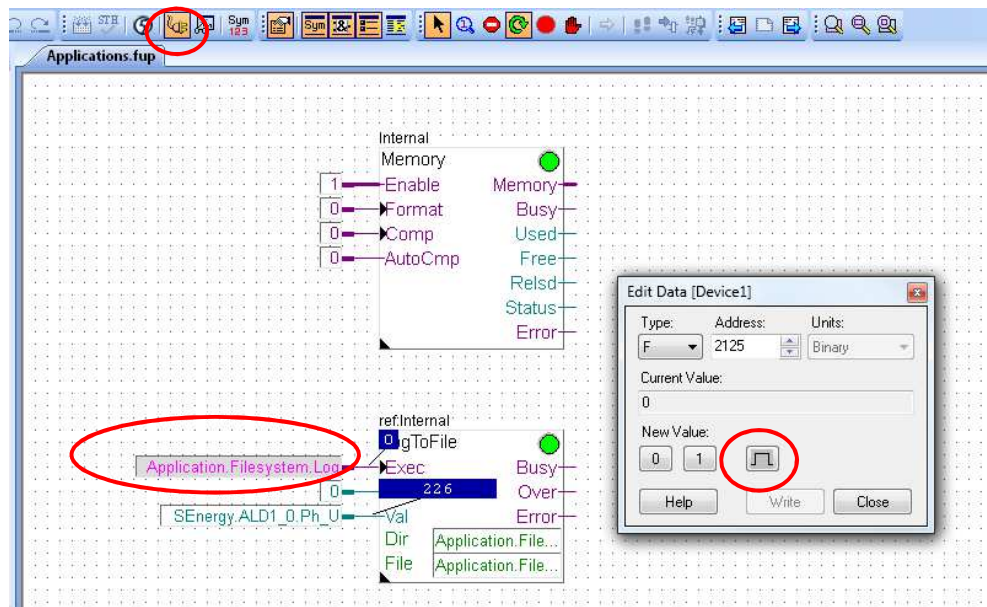 STH
Sym
123
Sym
Applications.fup
Internal
Memory
1 Enable Memory
0 Format Busy
0 Comp Used
0 AutoCmp Free
Relsd
Status
Error
ref:Internal
0 gToFile
Application.Filesystem.Log Exec Busy
0 226 Over
SEnergy.ALD1_0.Ph_U Val Error
Dir Application.File...
File Application.File...
Edit Data [Device1]
Type: Address: Units:
F 2125 Binary
Current Value:
0
New Value:
0 1
Help Write Close